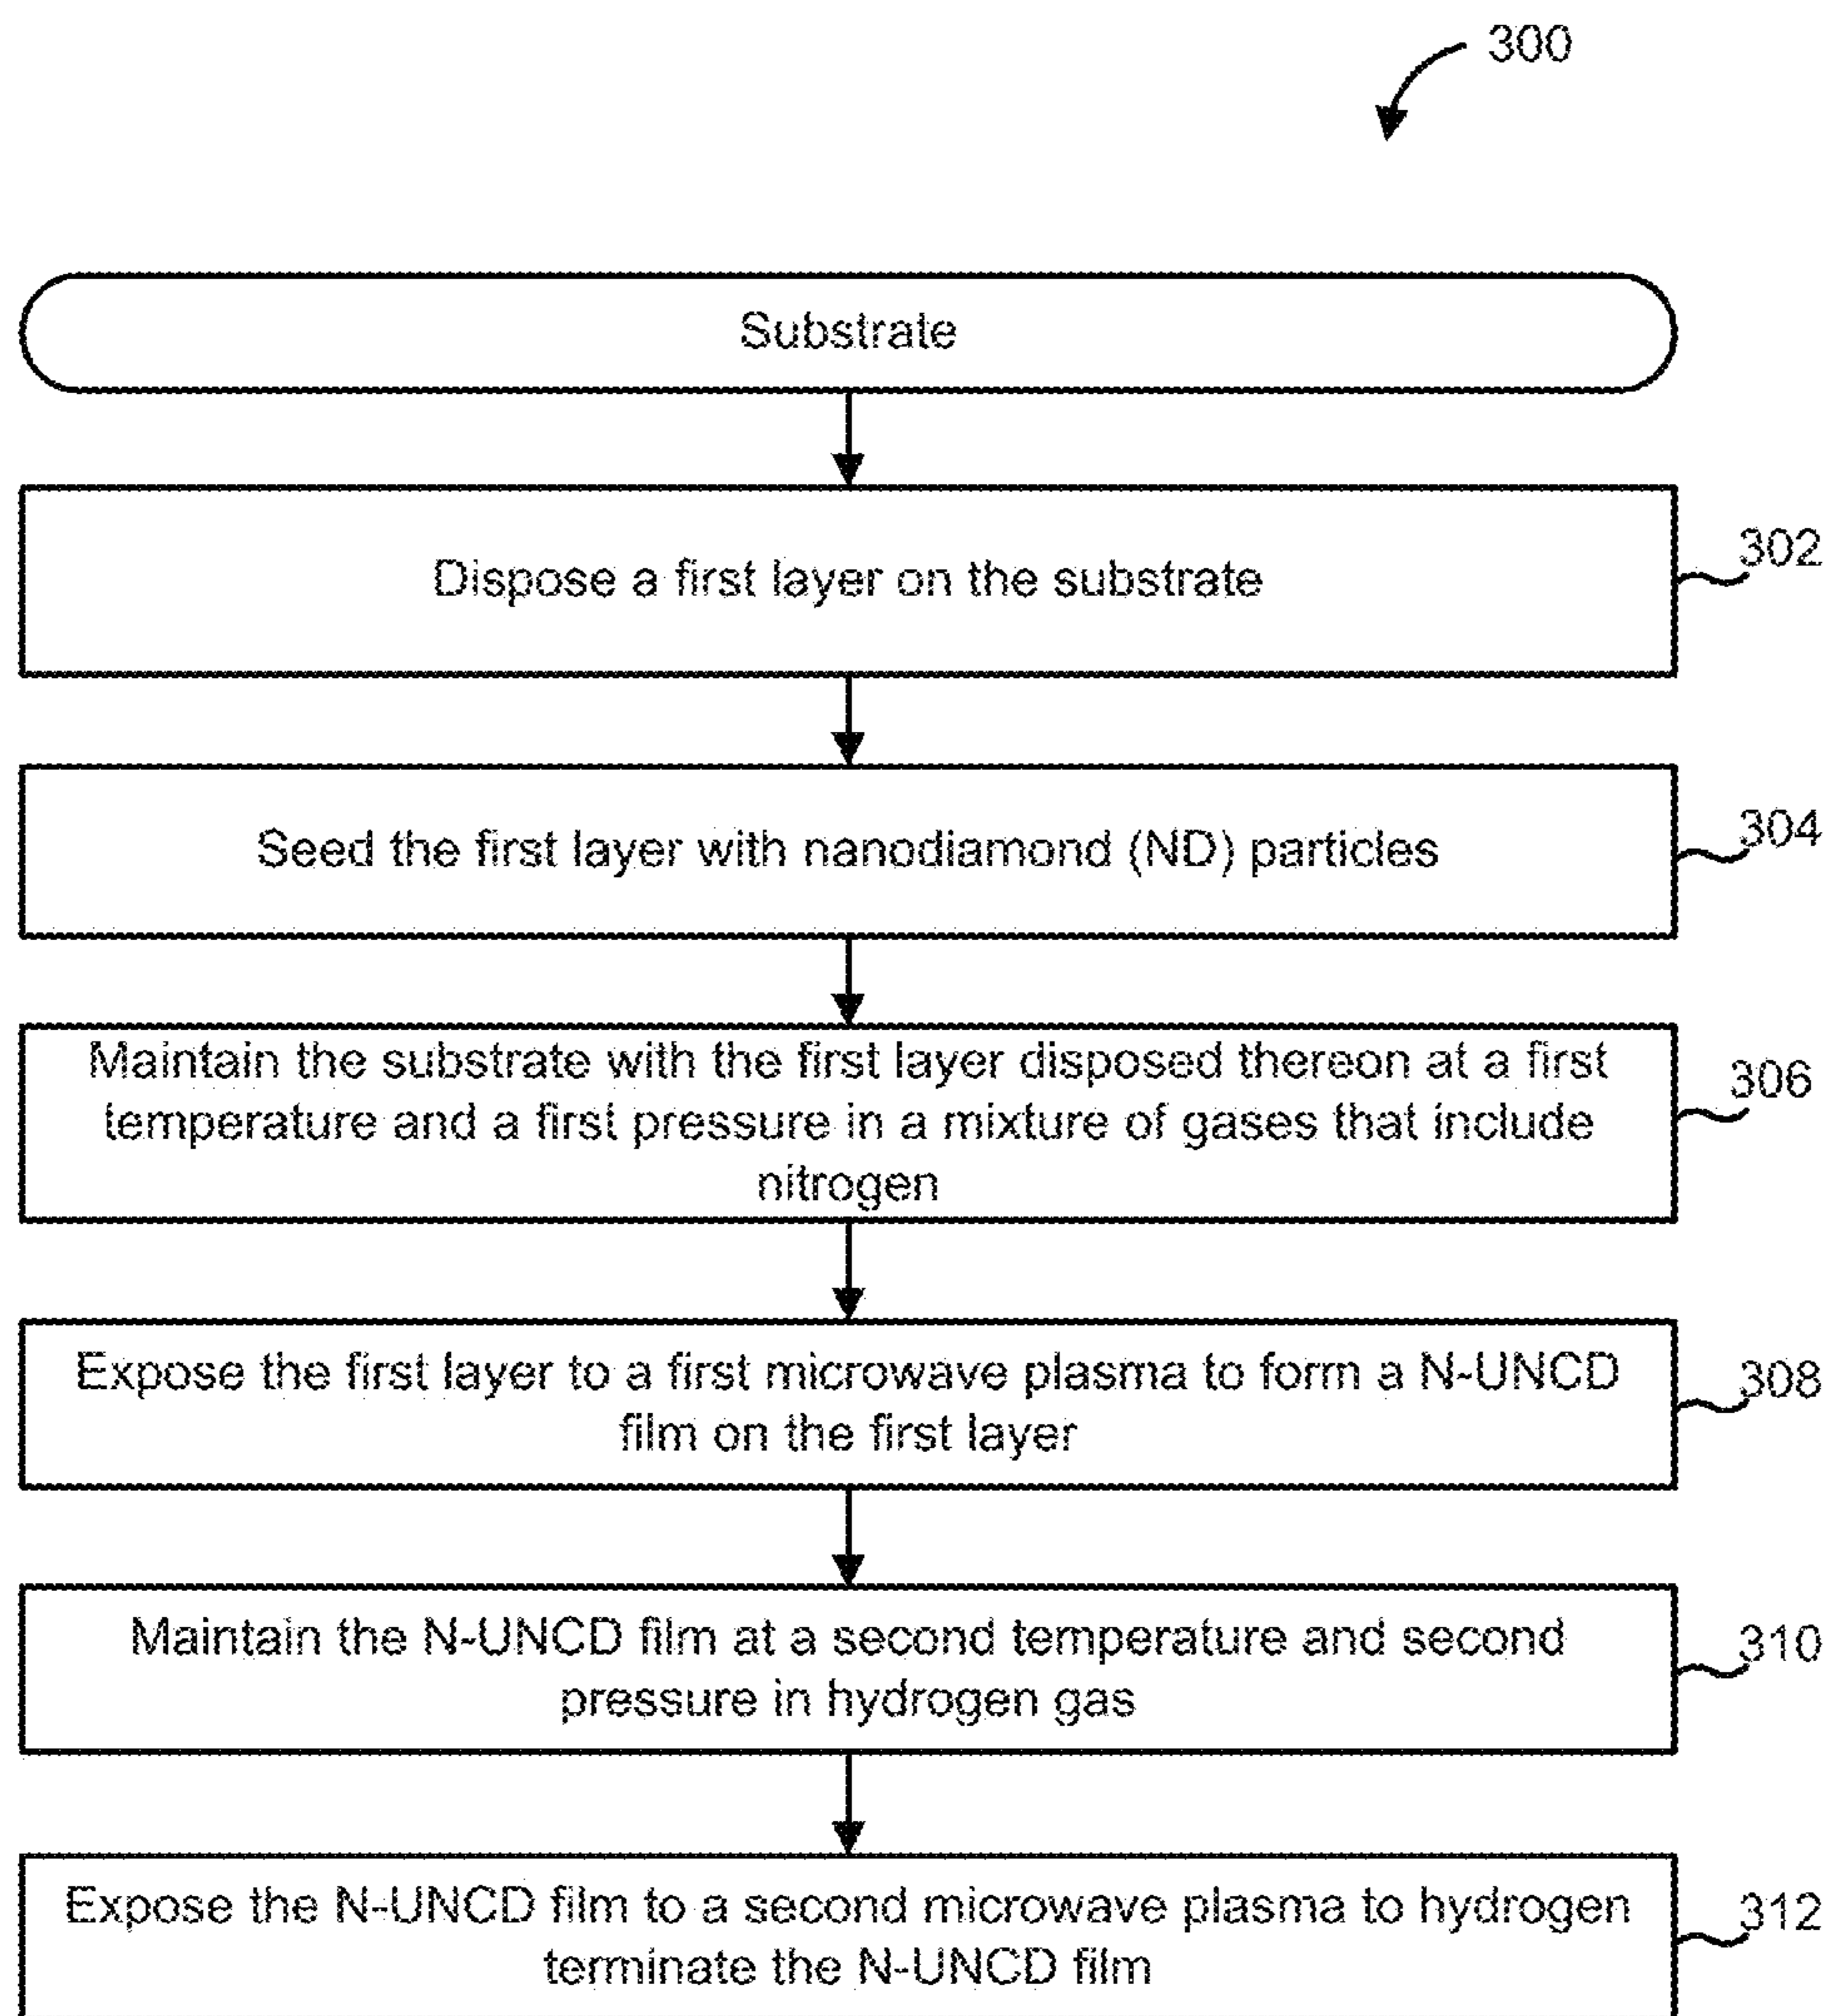 300
Substrate
Dispose a first layer on the substrate
302
Seed the first layer with nanodiamond (ND) particles
304
Maintain the substrate with the first layer disposed thereon at a first
temperature and a first pressure in a mixture of gases that include
nitrogen
306
Expose the first layer to a first microwave plasma to form a N-UNCD
film on the first layer
308
Maintain the N-UNCD film at a second temperature and second
pressure in hydrogen gas
310
Expose the N-UNCD film to a second microwave plasma to hydrogen
terminate the N-UNCD film
312